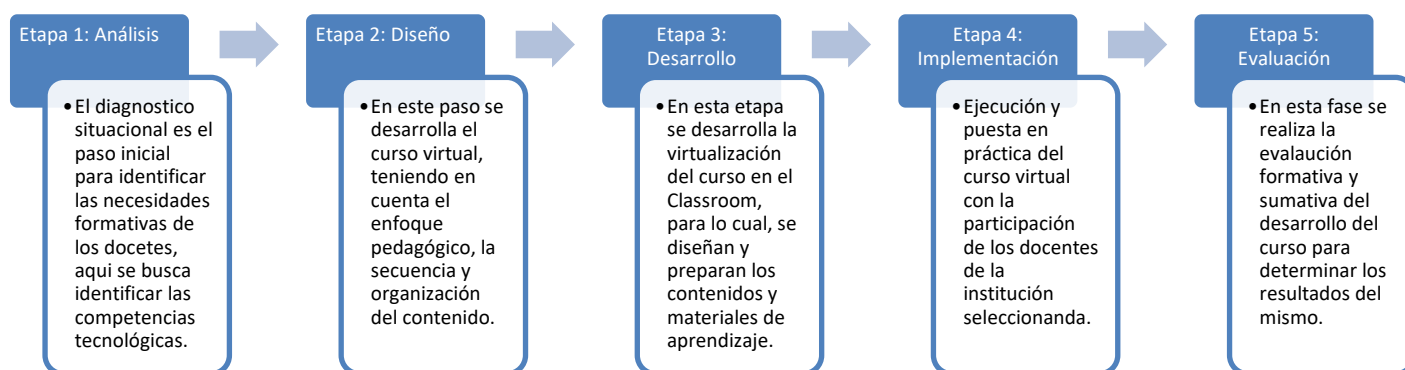 Etapa 1: Análisis
•El diagnostico
situacional es el
paso inicial
para identificar
las necesidades
formativas de
los docetes,
aqui se busca
identificar las
competencias
tecnológicas.
Etapa 2: Diseño
•En este paso se
desarrolla el
curso virtual,
teniendo en
cuenta el
enfoque
pedagógico, la
secuencia y
organización
del contenido.
Etapa 3:
Desarrollo
•En esta etapa
se desarrolla la
virtualización
del curso en el
Classroom,
para lo cual, se
diseñan y
preparan los
contenidos y
materiales de
aprendizaje.
Etapa 4:
Implementación
•Ejecución y
puesta en
práctica del
curso virtual
con la
participación
de los docentes
de la
institución
seleccionanda.
Etapa 5:
Evaluación
•En esta fase se
realiza la
evalaución
formativa y
sumativa del
desarrollo del
curso para
determinar los
resultados del
mismo.